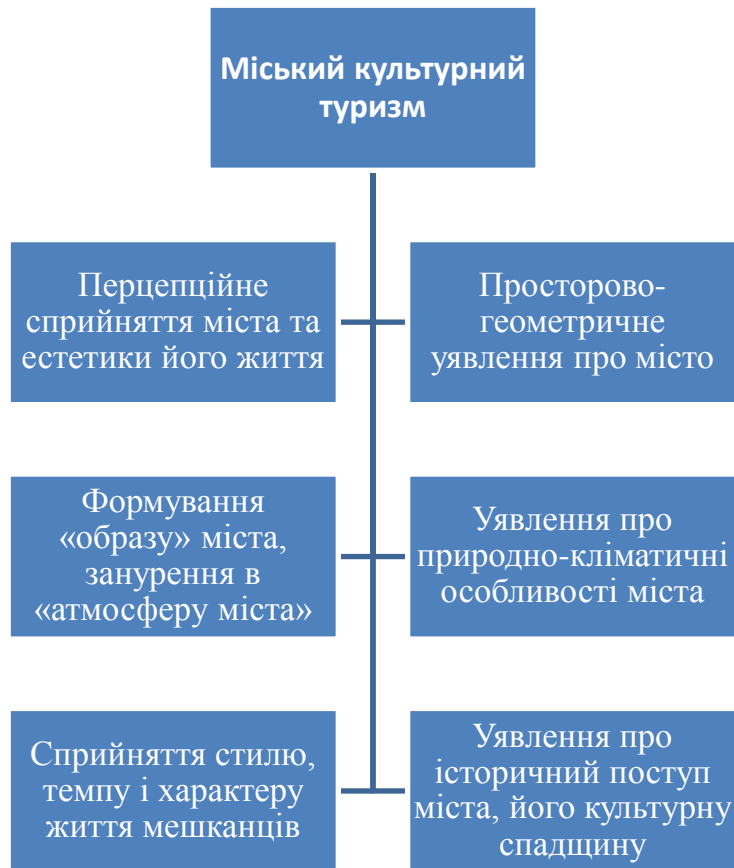 Міський культурний
туризм
Перцепційне
сприйняття міста та
естетики його життя
Просторово-
геометричне
уявлення про місто
Формування
«образу» міста,
занурення в
«атмосферу міста»
Уявлення про
природно-кліматичні
особливості міста
Сприйняття стилю,
темпу і характеру
життя мешканців
Уявлення про
історичний поступ
міста, його культурну
спадщину